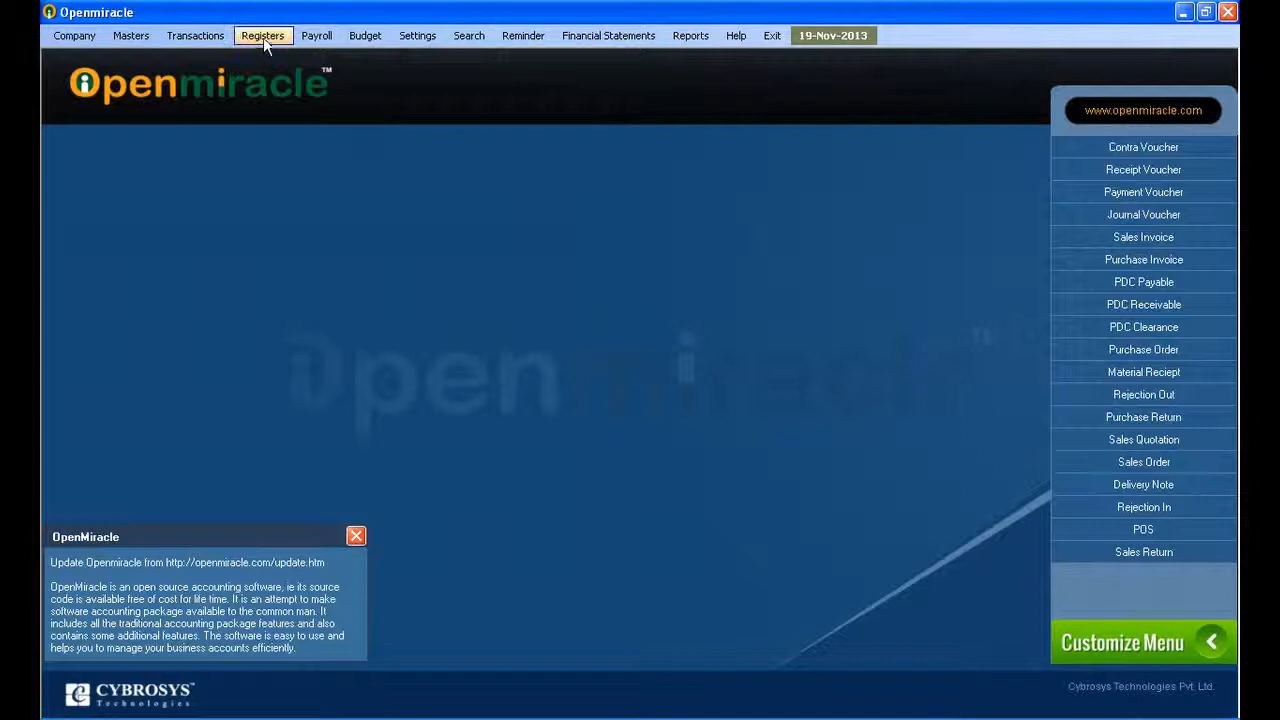 Openmiracle
Company Masters Transactions Registers Payroll Budget Settings Search Reminder Financial Statements Reports Help Exit 19-Nov-2013
Openmiracle™
www.openmiracle.com
Contra Voucher
Receipt Voucher
Payment Voucher
Journal Voucher
Sales Invoice
Purchase Invoice
PDC Payable
PDC Receivable
PDC Clearance
Purchase Order
Material Reciept
Rejection Out
Purchase Return
Sales Quotation
Sales Order
Delivery Note
Rejection In
POS
Sales Return
Customize Menu
Openmiracle
OpenMiracle
Update Openmiracle from http://openmiracle.com/update.htm
OpenMiracle is an open source accounting software, ie its source
code is available free of cost for life time. It is an attempt to make
software accounting package available to the common man. It
includes all the traditional accounting package features and also
contains some additional features. The software is easy to use and
helps you to manage your business accounts efficiently.
CYBROSYS™
Technologies
Cybrosys Technologies Pvt. Ltd.